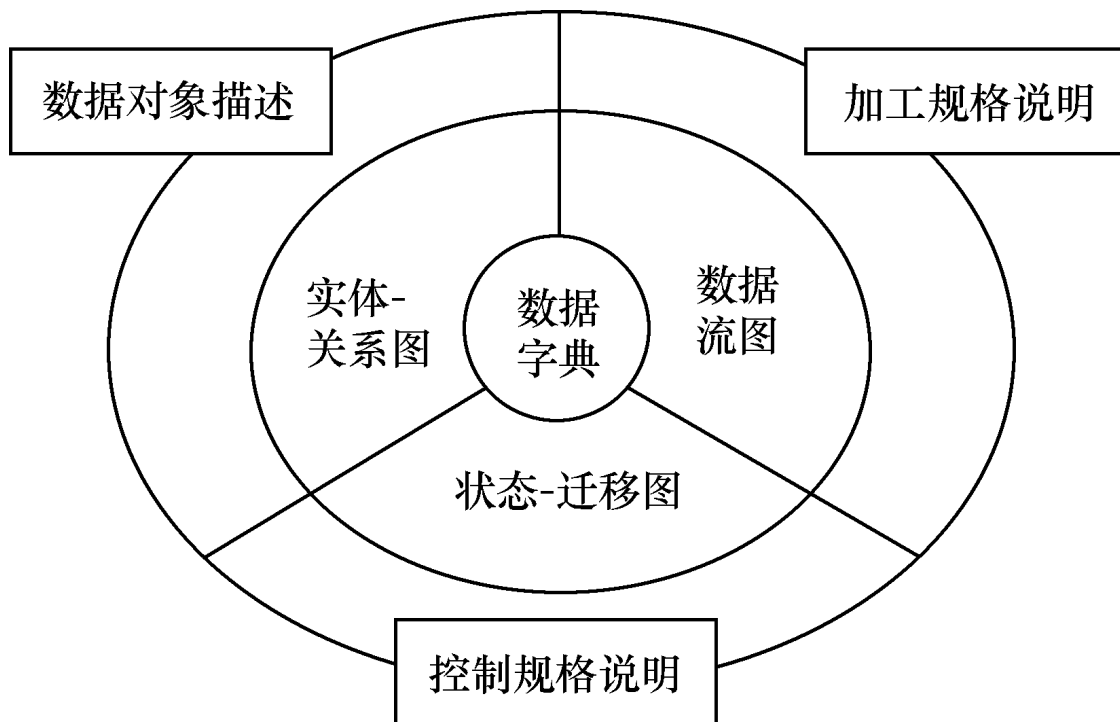 数据对象描述
加工规格说明
实体-
关系图
数据
字典
数据
流图
状态-迁移图
控制规格说明